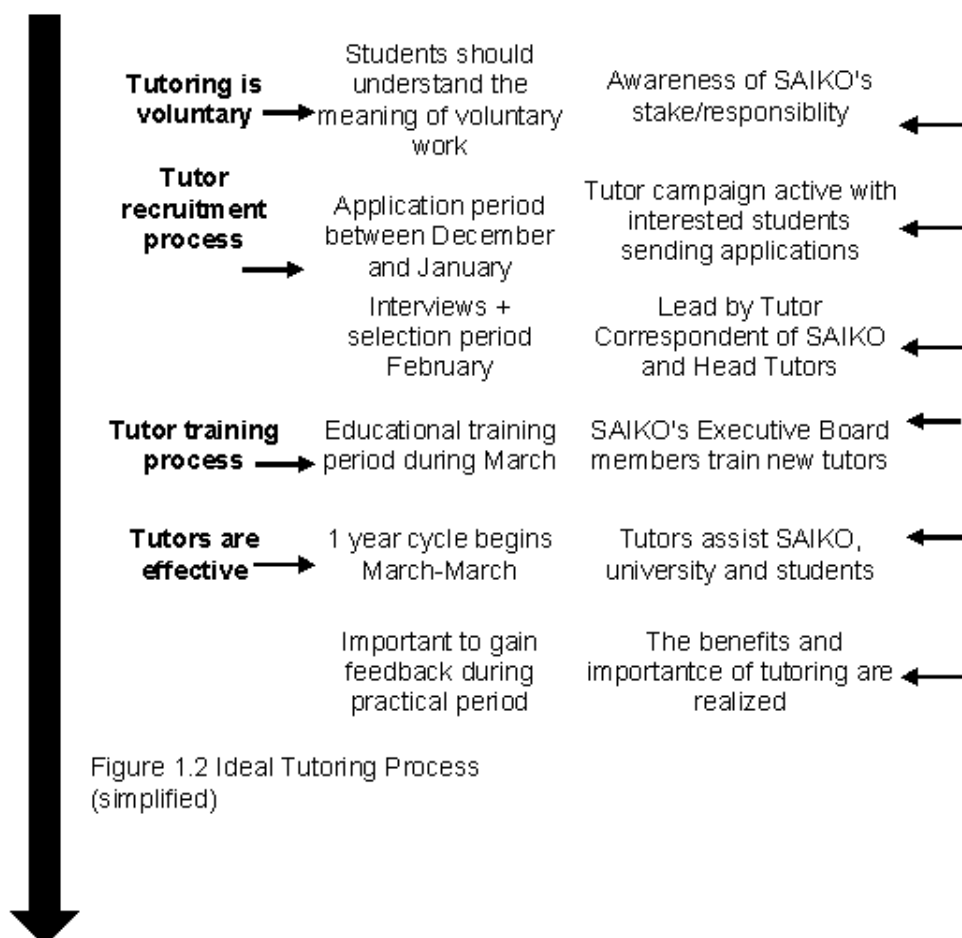 Tutoring is
voluntary
Students should
understand the
meaning of voluntary
work
Awareness of SAIKO's
stake/responsiblity
Tutor
recruitment
process
Application period
between December
and January
Tutor campaign active with
interested students
sending applications
Interviews +
selection period
February
Lead by Tutor
Correspondent of SAIKO
and Head Tutors
Tutor training
process
Educational training
period during March
SAIKO's Executive Board
members train new tutors
Tutors are
effective
1 year cycle begins
March-March
Tutors assist SAIKO,
university and students
Important to gain
feedback during
practical period
The benefits and
importantce of tutoring are
realized
Figure 1.2 Ideal Tutoring Process
(simplified)